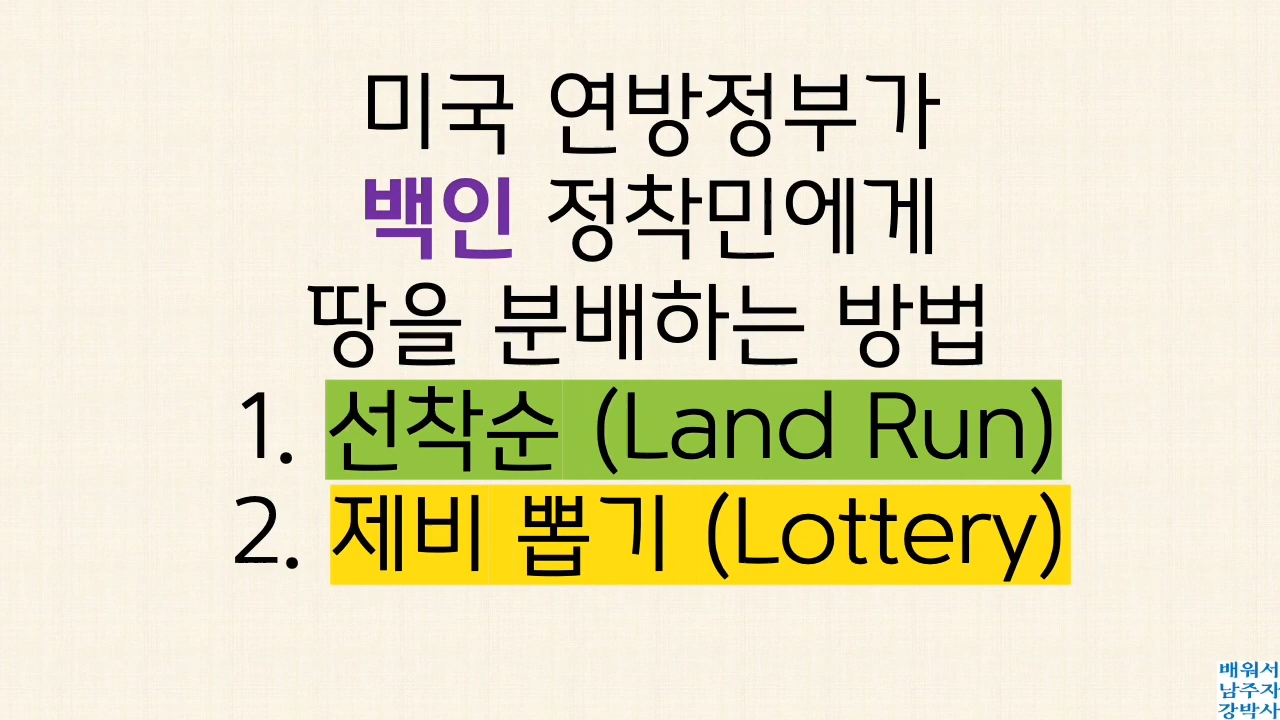 미국 연방정부가
백인 정착민에게
땅을 분배하는 방법
1. 선착순 (Land Run)
2. 제비 뽑기 (Lottery)
배워서
남주자
강박사